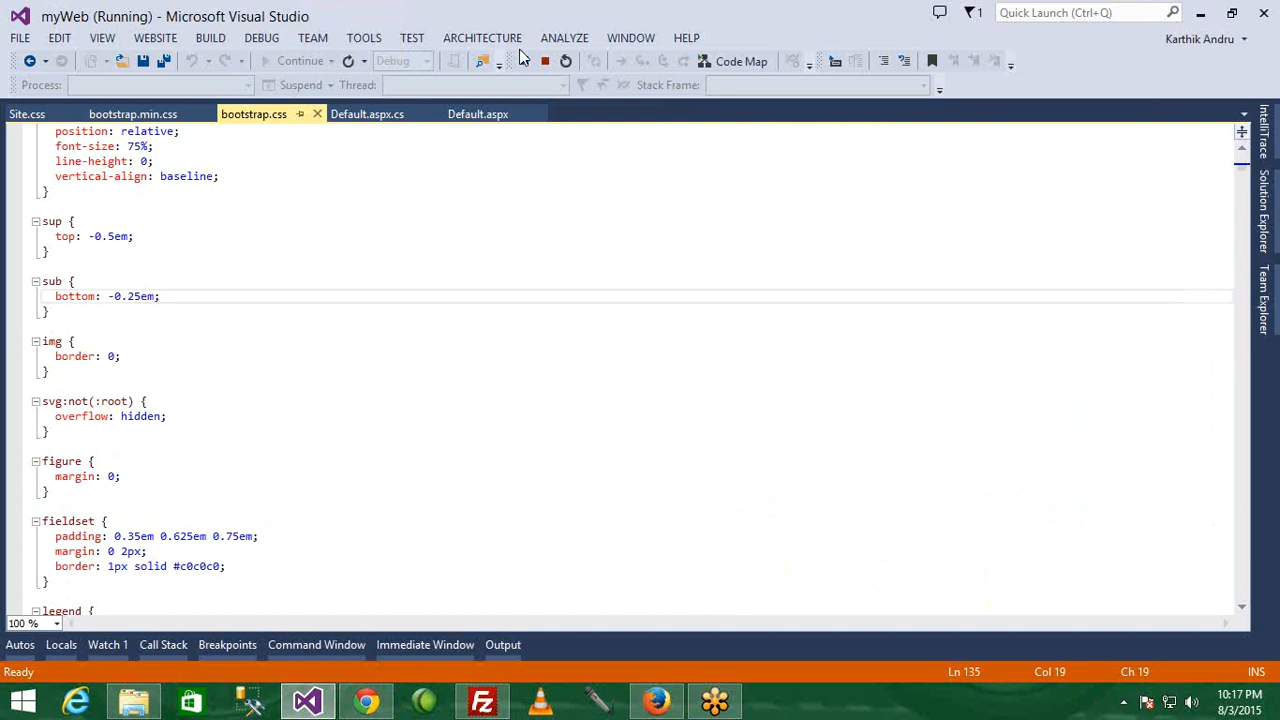 myWeb (Running) - Microsoft Visual Studio
1
Quick Launch (Ctrl+Q)
FILE EDIT VIEW WEBSITE BUILD DEBUG TEAM TOOLS TEST ARCHITECTURE ANALYZE WINDOW HELP
Karthik Andru
Continue Debug Code Map
Process: Suspend Thread: Stack Frame:
Site.css bootstrap.min.css bootstrap.css Default.aspx.cs Default.aspx
position: relative;
font-size: 75%;
line-height: 0;
vertical-align: baseline;
}
sup {
top: -0.5em;
}
sub {
bottom: -0.25em;
}
img {
border: 0;
}
svg:not(:root) {
overflow: hidden;
}
figure {
margin: 0;
}
fieldset {
padding: 0.35em 0.625em 0.75em;
margin: 0 2px;
border: 1px solid #c0c0c0;
}
legend {
IntelliTrace
Solution Explorer
Team Explorer
100 %
Autos Locals Watch 1 Call Stack Breakpoints Command Window Immediate Window Output
Ready Ln 135 Col 19 Ch 19 INS
10:17 PM
8/3/2015